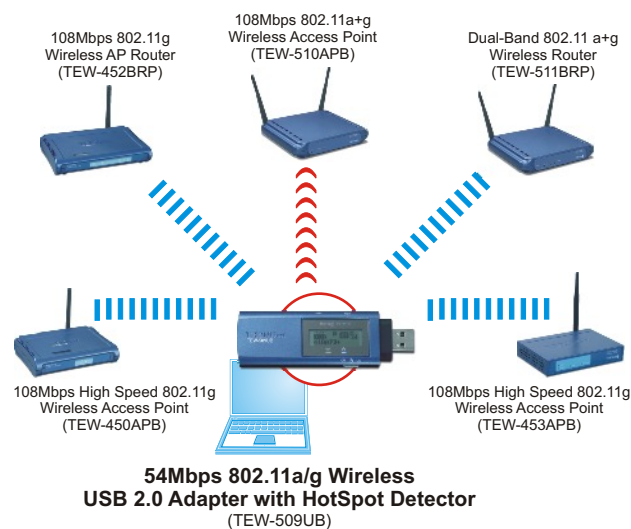 108Mbps 802.11g
Wireless AP Router
(TEW-452BRP)
108Mbps 802.11a+g
Wireless Access Point
(TEW-510APB)
Dual-Band 802.11 a+g
Wireless Router
(TEW-511BRP)
108Mbps High Speed 802.11g
Wireless Access Point
(TEW-450APB)
108Mbps High Speed 802.11g
Wireless Access Point
(TEW-453APB)
54Mbps 802.11a/g Wireless
USB 2.0 Adapter with HotSpot Detector
(TEW-509UB)